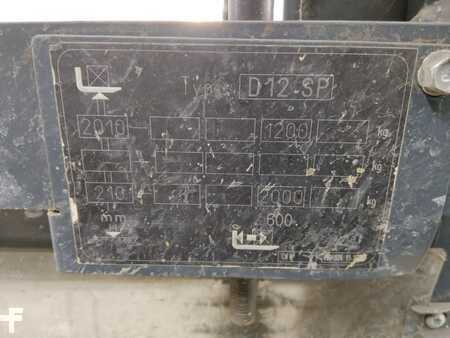 Type: D12-SP
2010 1200 kg
kg
210 2000 kg
mm 600
F